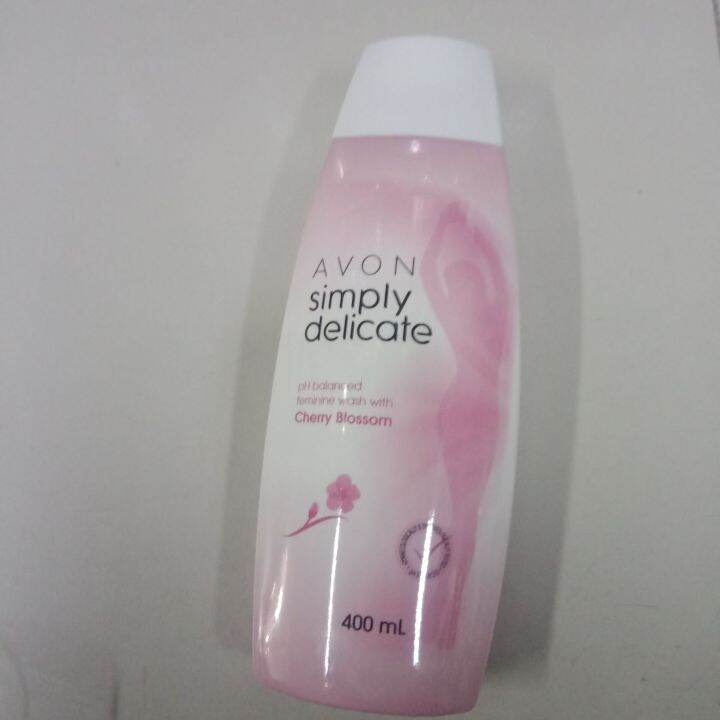 AVON
simply
delicate
pH balanced
feminine wash with
Cherry Blossom
400 mL